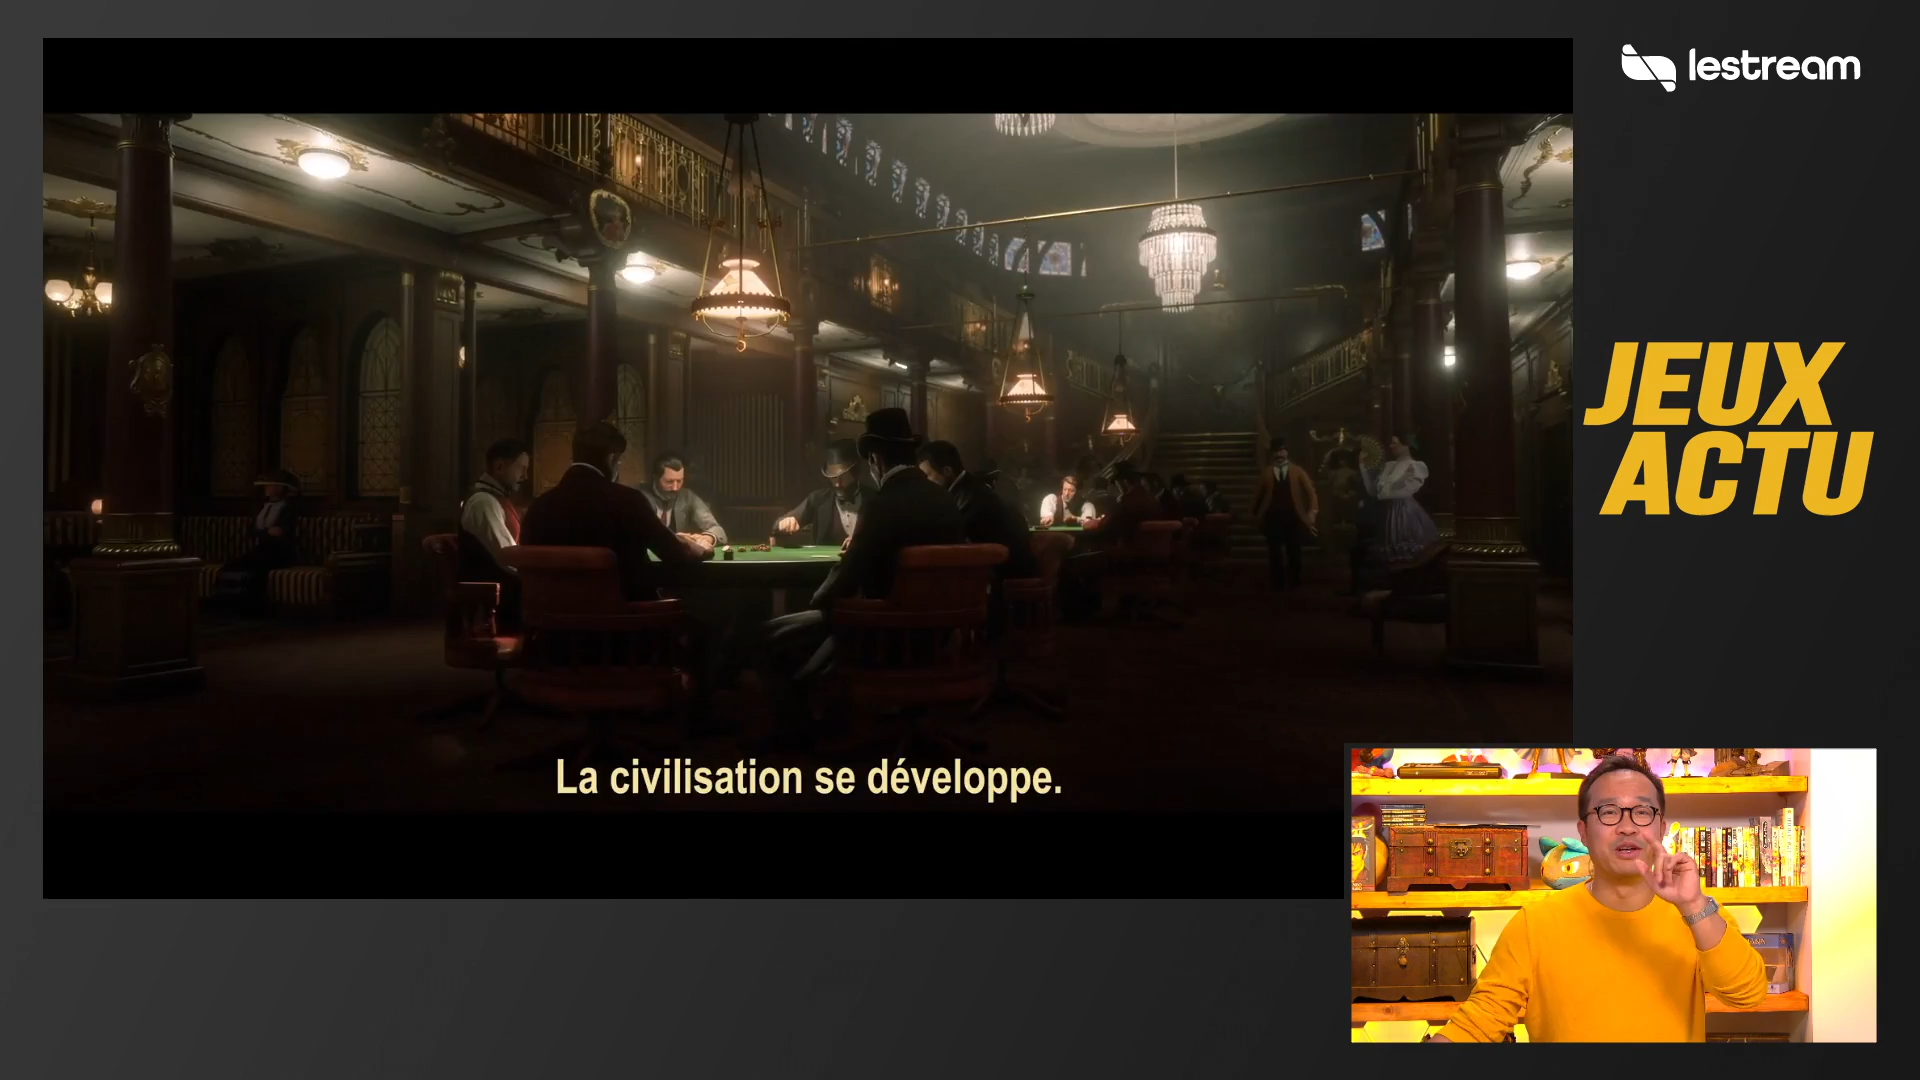 lestream
JEUX
ACTU
La civilisation se développe.